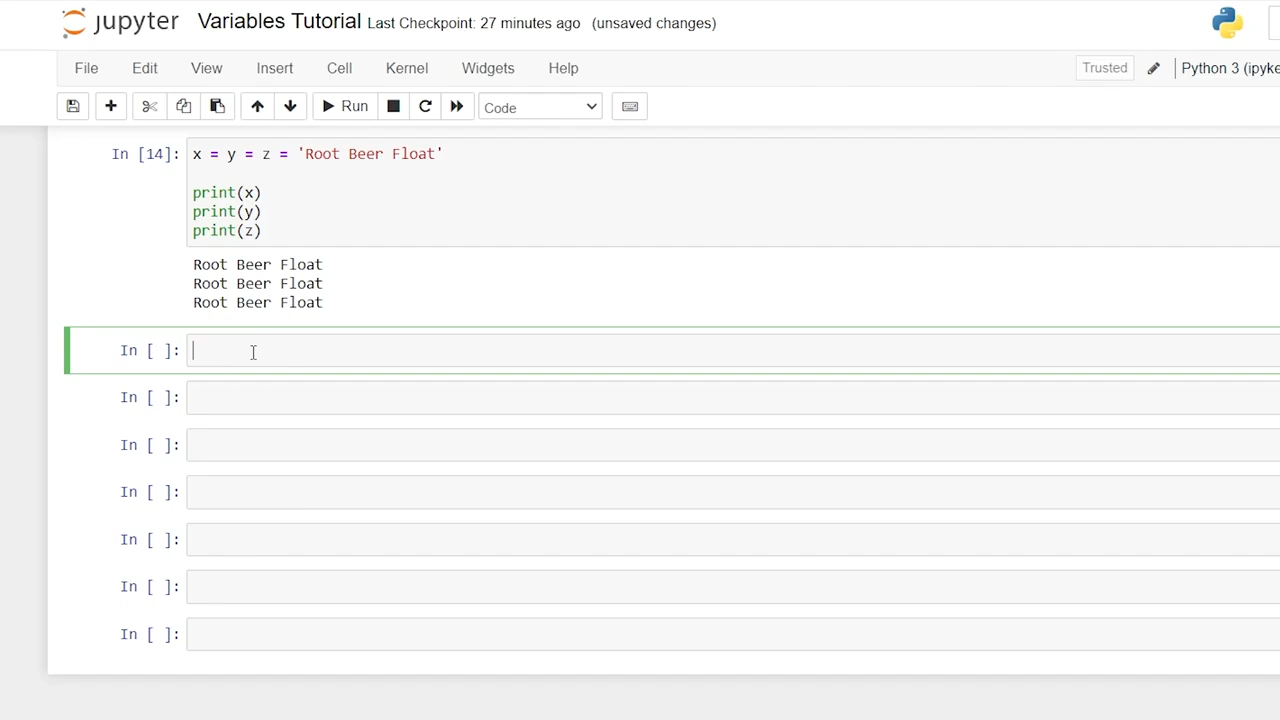 jupyter Variables Tutorial Last Checkpoint: 27 minutes ago (unsaved changes)
File Edit View Insert Cell Kernel Widgets Help Trusted Python 3 (ipyke
Run Code
In [14]: x = y = z = 'Root Beer Float'
print(x)
print(y)
print(z)
Root Beer Float
Root Beer Float
Root Beer Float
In [ ]:
In [ ]:
In [ ]:
In [ ]:
In [ ]:
In [ ]:
In [ ]: